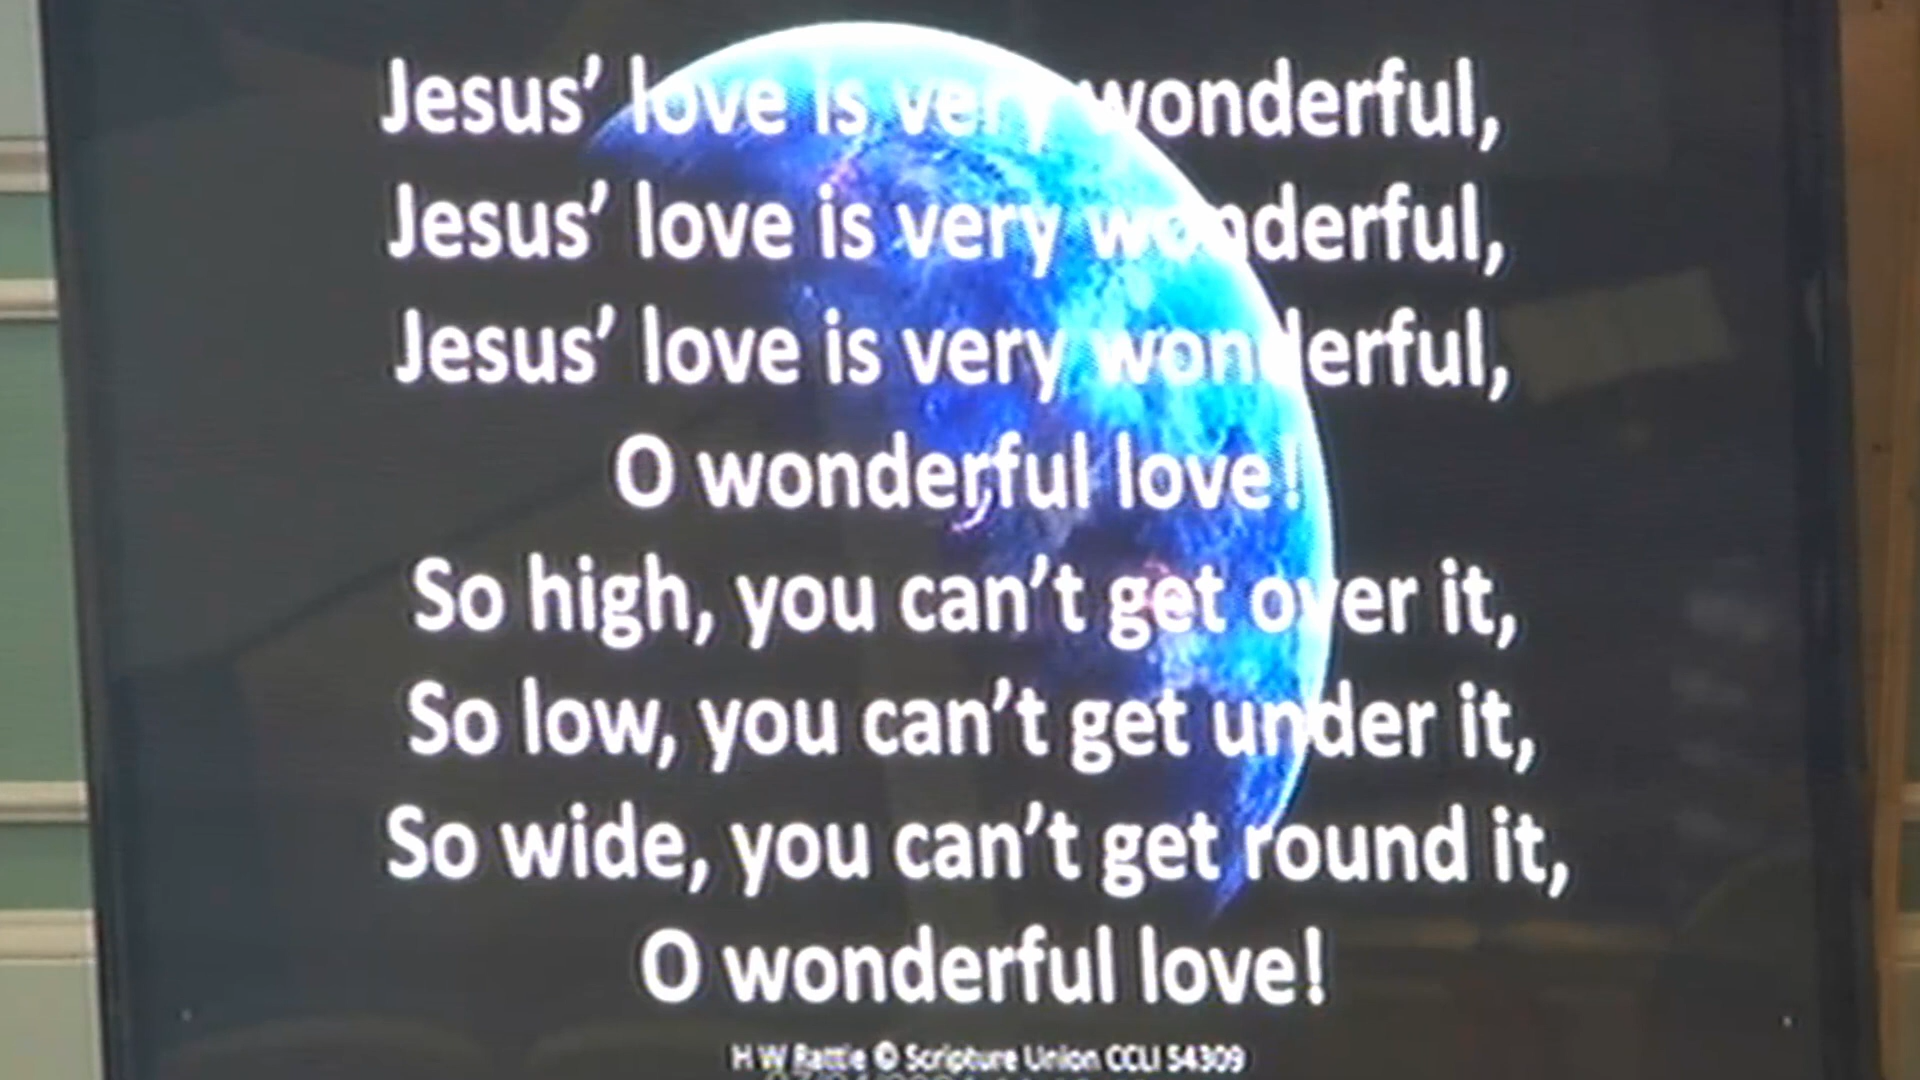 Jesus’ love is very wonderful,
Jesus’ love is very wonderful,
Jesus’ love is very wonderful,
O wonderful love!
So high, you can’t get over it,
So low, you can’t get under it,
So wide, you can’t get round it,
O wonderful love!
H W Rattle © Scripture Union CCLI 54309